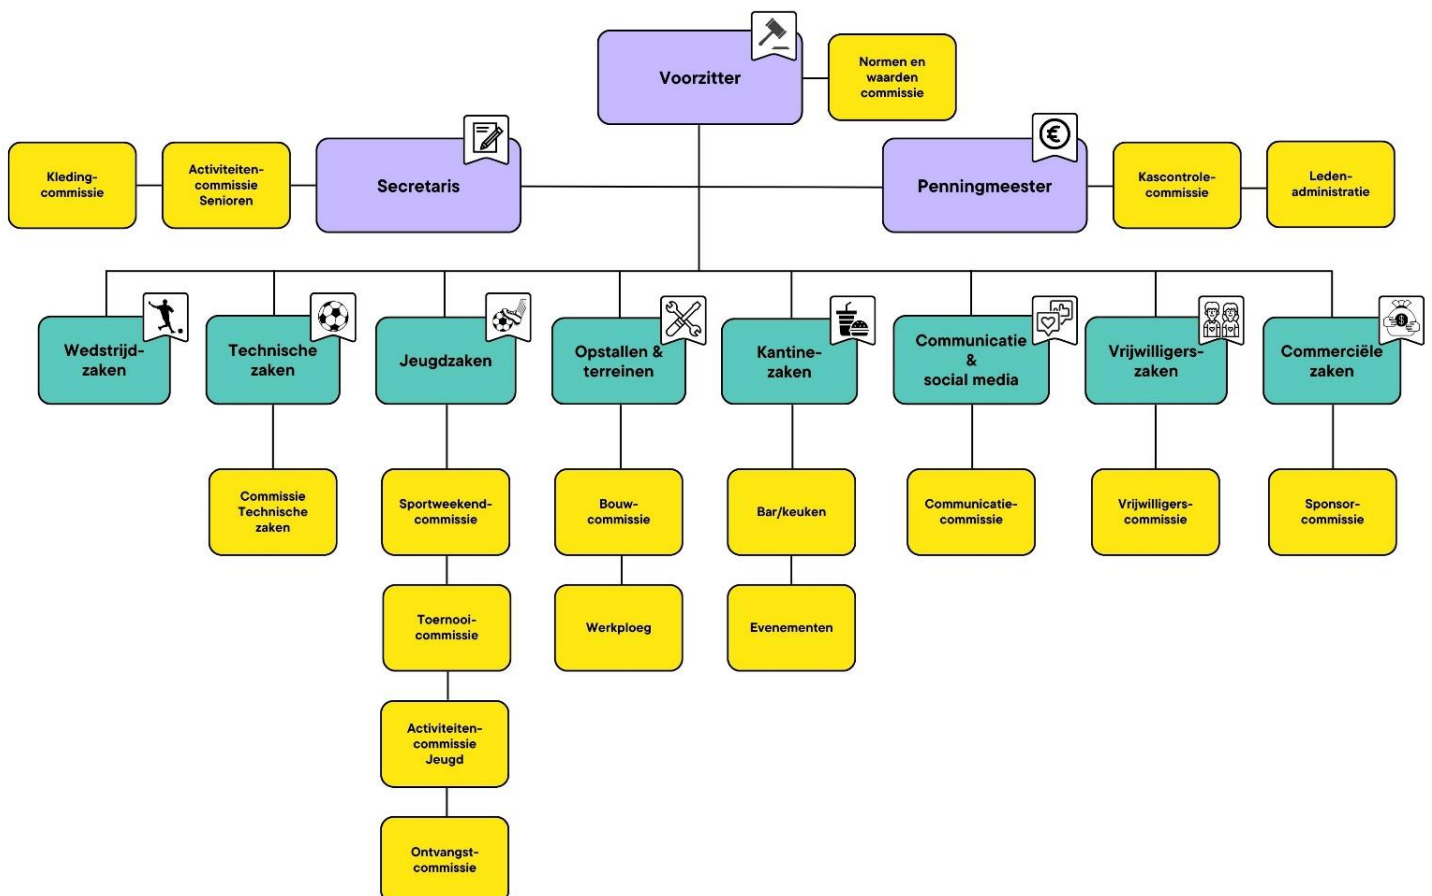 Voorzitter
Normen en
waarden
commissie
Kleding-
commissie
Activiteiten-
commissie
Senioren
Secretaris
Penningmeester
Kascontrole-
commissie
Leden-
administratie
Wedstrijd-
zaken
Technische
zaken
Jeugdzaken
Opstallen &
terreinen
Kantine-
zaken
Communicatie
&
social media
Vrijwilligers-
zaken
Commerciële
zaken
Commissie
Technische
zaken
Sportweekend-
commissie
Bouw-
commissie
Bar/keuken
Communicatie-
commissie
Vrijwilligers-
commissie
Sponsor-
commissie
Toernooi-
commissie
Werkploeg
Evenementen
Activiteiten-
commissie
Jeugd
Ontvangst-
commissie